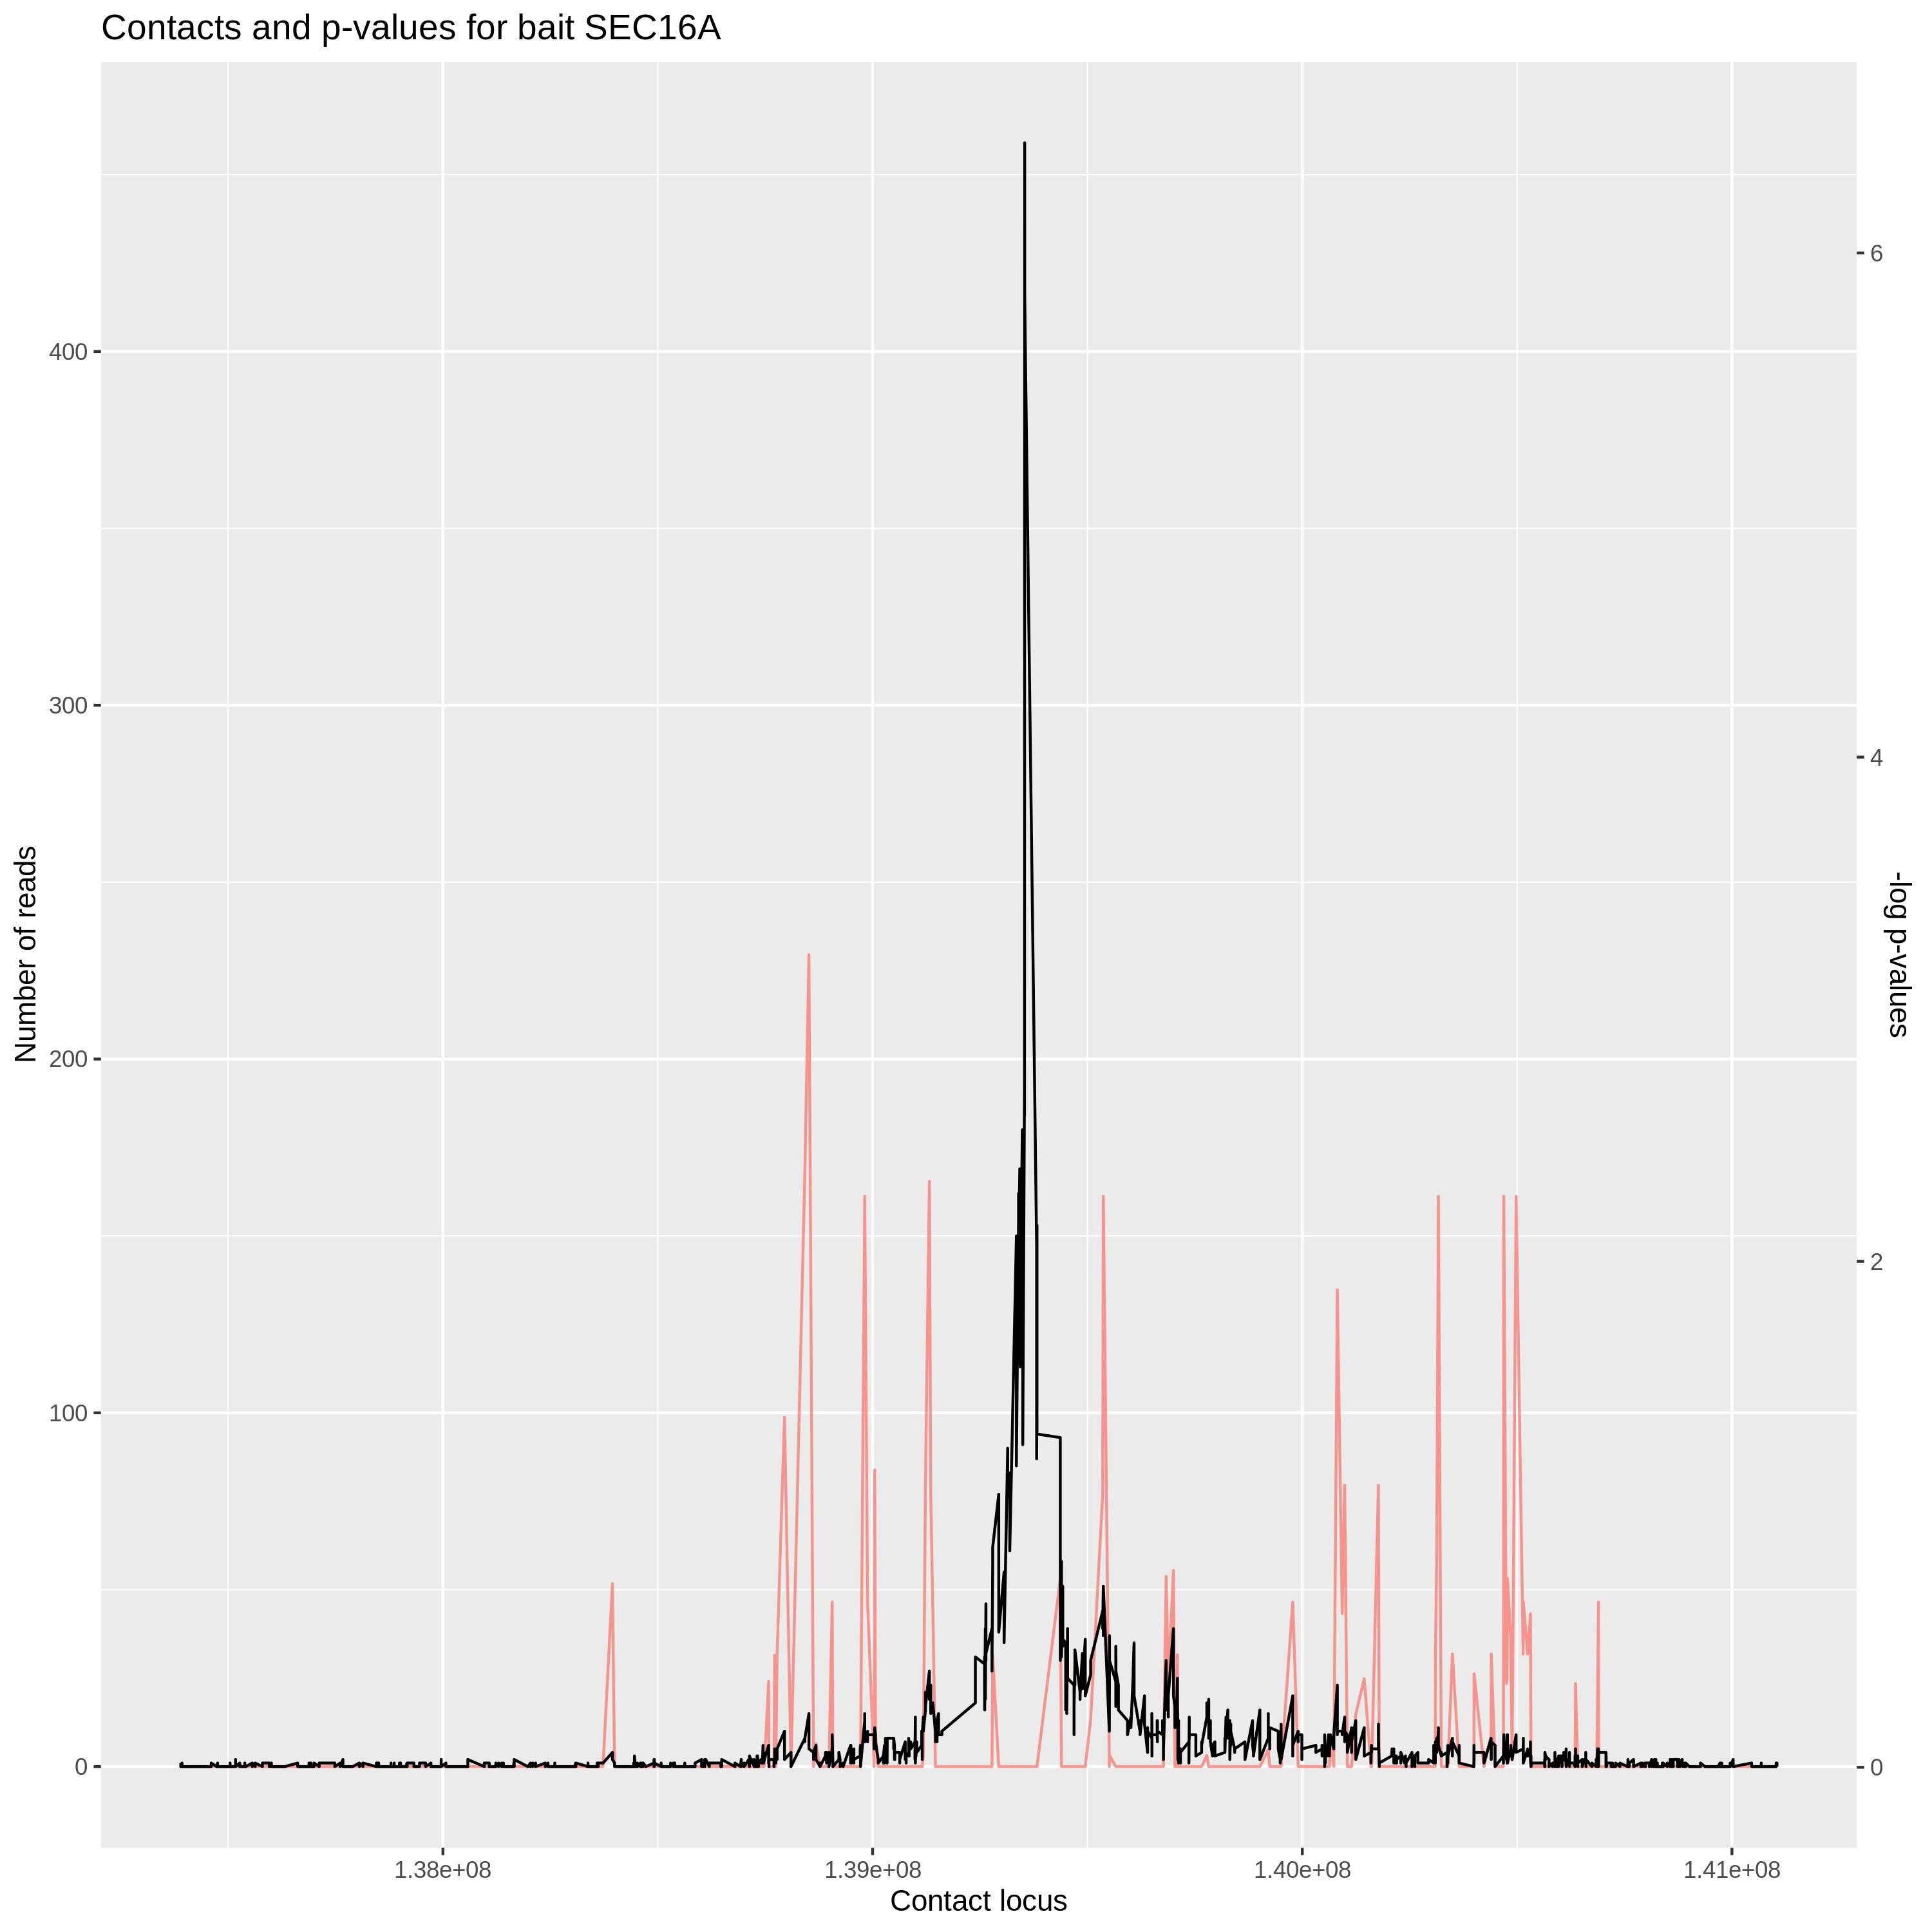 Contacts and p-values for bait SEC16A
Number of reads
400
300
200
100
0
-log p-values
6
4
2
0
1.38e+08
1.39e+08
1.40e+08
1.41e+08
Contact locus